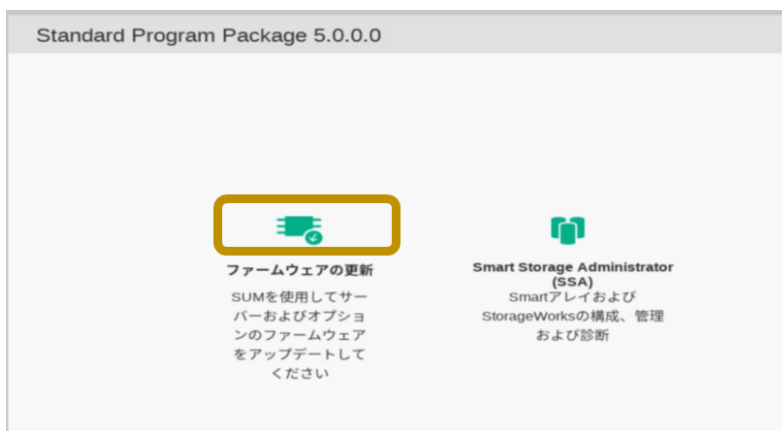 Standard Program Package 5.0.0.0
ファームウェアの更新
SUMを使用してサー
バーおよびオプショ
ンのファームウェア
をアップデートして
ください
Smart Storage Administrator
(SSA)
Smartアレイおよび
StorageWorksの構成、管理
および診断